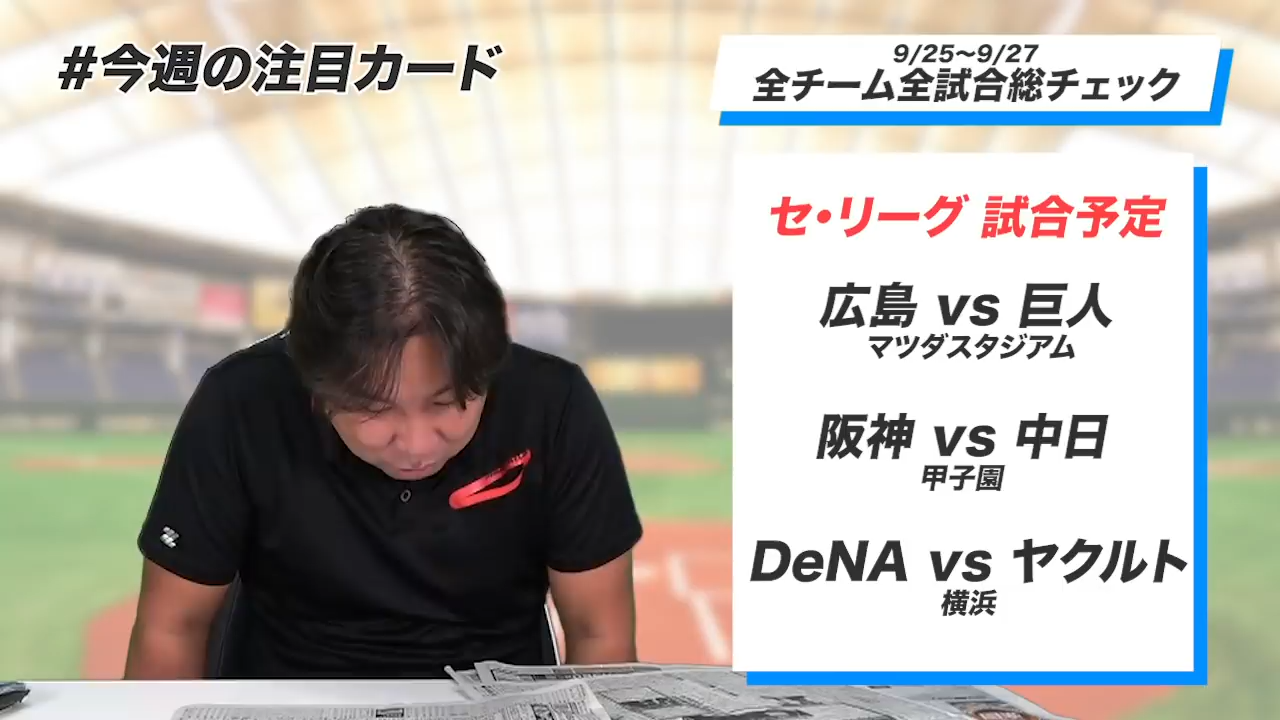 #今週の注目カード
9/25〜9/27
全チーム全試合総チェック
セ・リーグ 試合予定
広島 vs 巨人
マツダスタジアム
阪神 vs 中日
甲子園
DeNA vs ヤクルト
横浜